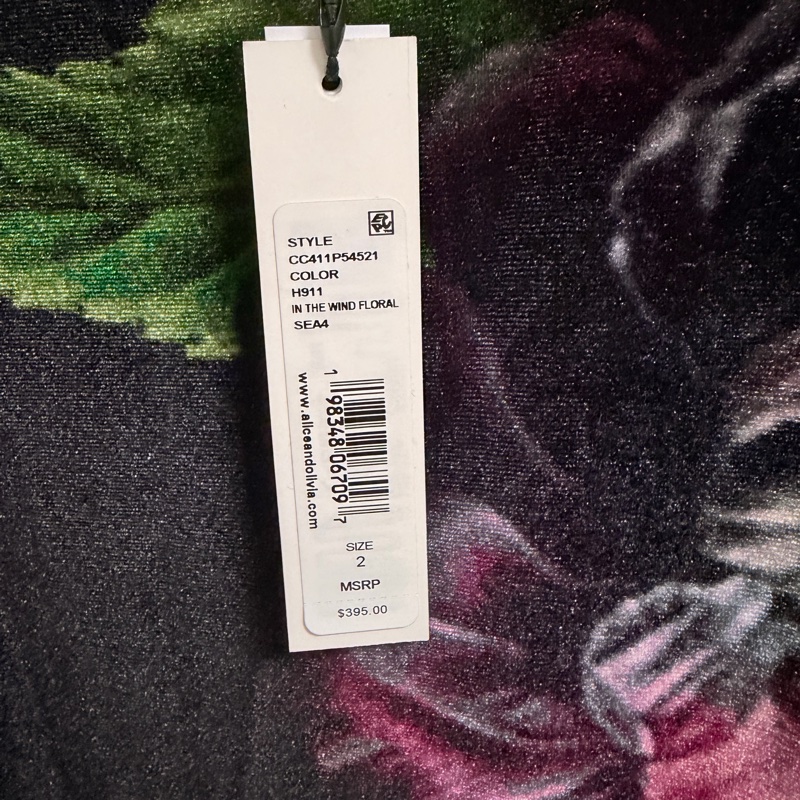 STYLE
CC411P54521
COLOR
H911
IN THE WIND FLORAL
SEA4
www.aliceandolivia.com
1 98348 06709 7
SIZE
2
MSRP
$395.00